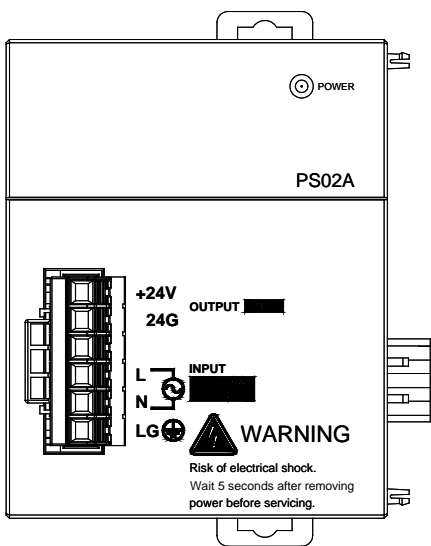 POWER
PS02A
+24V
24G
OUTPUT
L
INPUT
N
LG
WARNING
Risk of electrical shock.
Wait 5 seconds after removing
power before servicing.